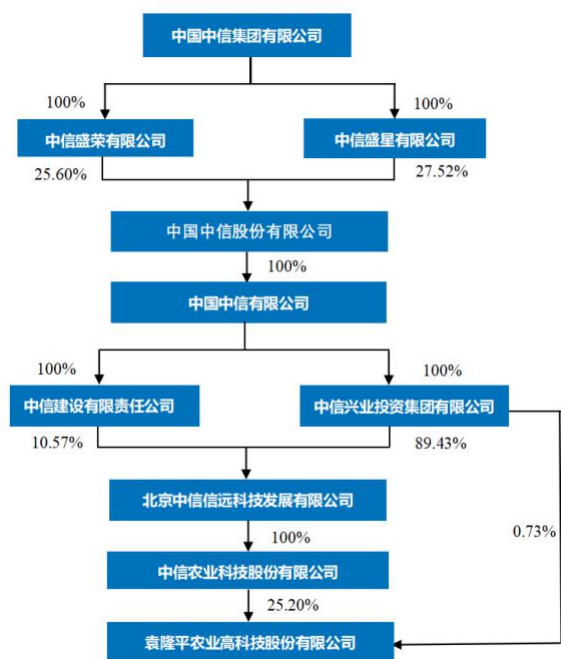 中国中信集团有限公司
100%
100%
中信盛荣有限公司
中信盛星有限公司
25.60%
27.52%
中国中信股份有限公司
100%
中国中信有限公司
100%
100%
中信建设有限责任公司
中信兴业投资集团有限公司
10.57%
89.43%
北京中信信远科技发展有限公司
0.73%
100%
中信农业科技股份有限公司
25.20%
袁隆平农业高科技股份有限公司